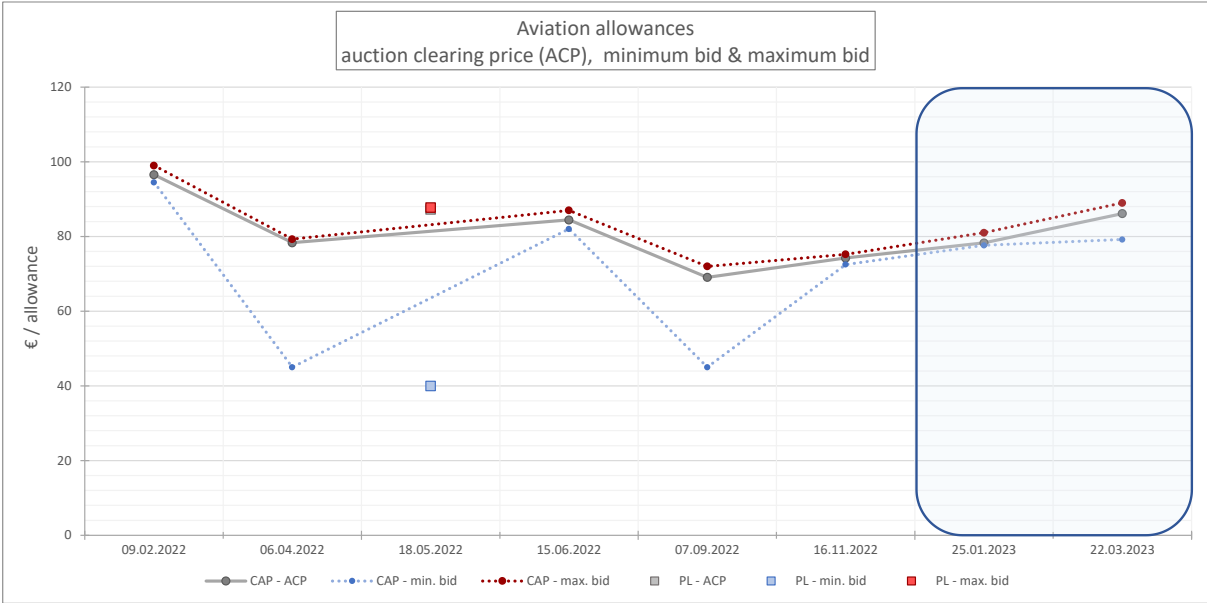 Aviation allowances
auction clearing price (ACP), minimum bid & maximum bid
€ / allowance
120
100
80
60
40
20
0
09.02.2022 06.04.2022 18.05.2022 15.06.2022 07.09.2022 16.11.2022 25.01.2023 22.03.2023
CAP - ACP CAP - min. bid CAP - max. bid PL - ACP PL - min. bid PL - max. bid